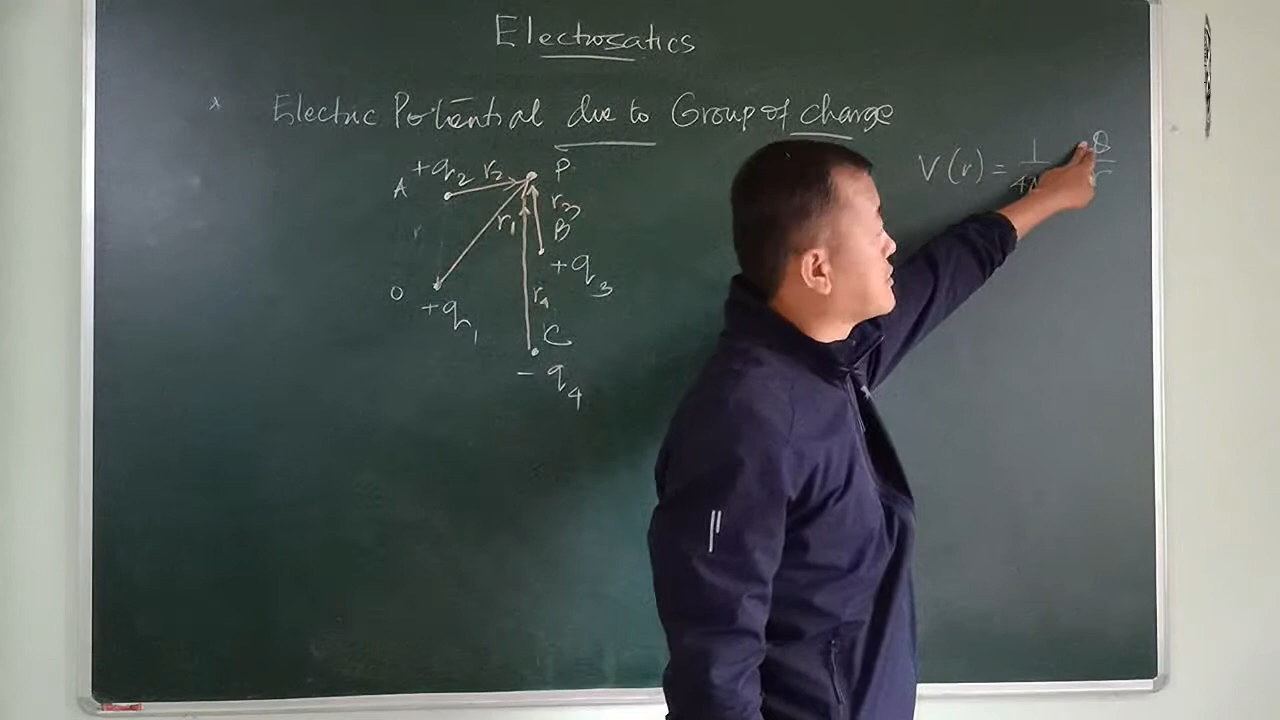 Electrosatics
* Electric Potential due to Group of charge
+q2 r2 P
A
r3
r1
B
+q3
O
+q1
r4
C
- q4
V(r) = 1/4π Q/r